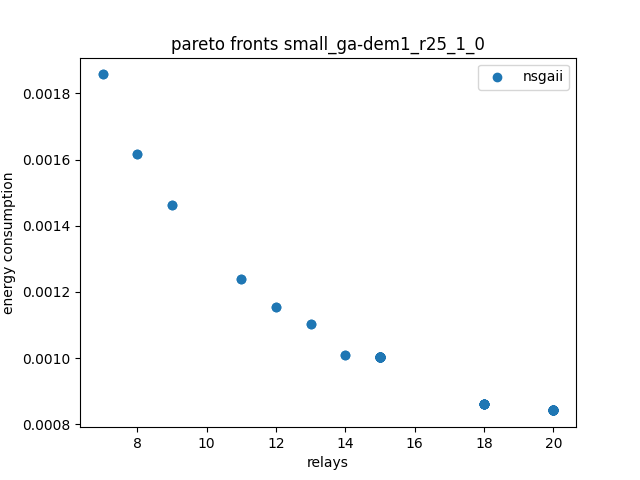 pareto fronts small_ga-dem1_r25_1_0
nsgaii
0.0018
0.0016
0.0014
0.0012
0.0010
0.0008
energy consumption
8 10 12 14 16 18 20
relays